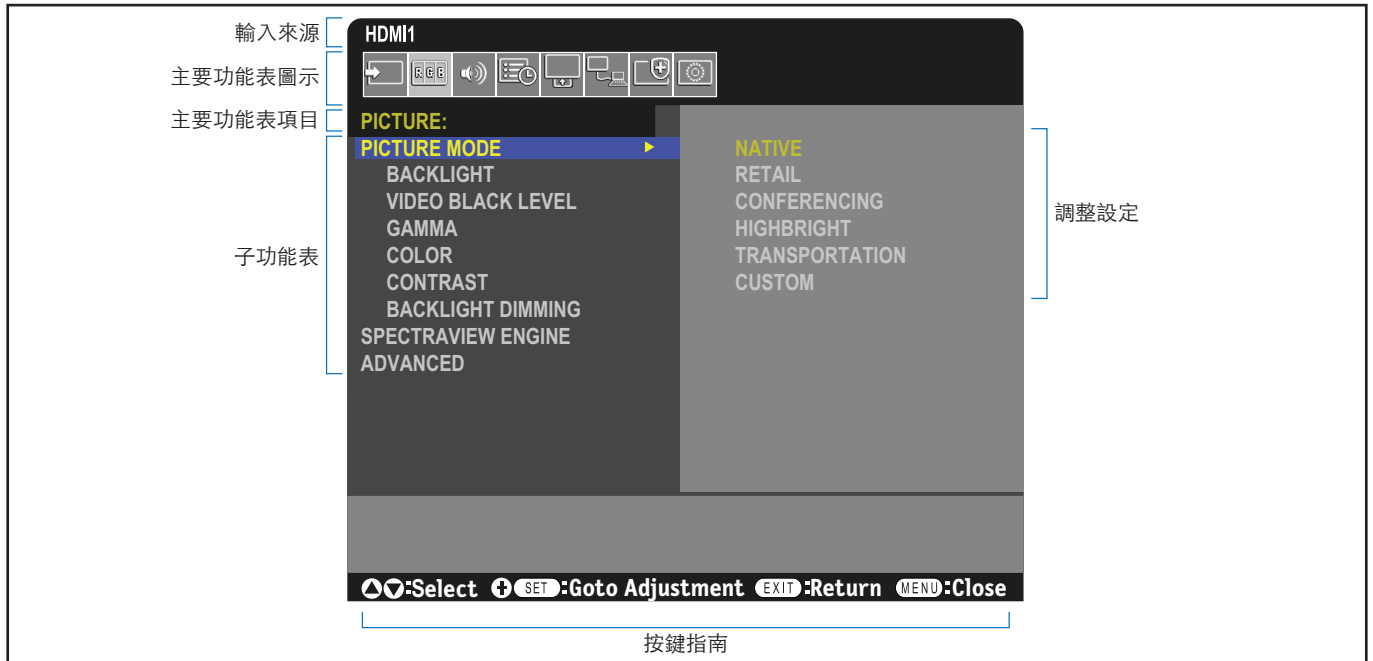 輸入來源
HDMI1
主要功能表圖示
RGB
主要功能表項目
PICTURE:
子功能表
PICTURE MODE
BACKLIGHT
VIDEO BLACK LEVEL
GAMMA
COLOR
CONTRAST
BACKLIGHT DIMMING
SPECTRAVIEW ENGINE
ADVANCED
NATIVE
RETAIL
CONFERENCING
HIGHBRIGHT
TRANSPORTATION
CUSTOM
調整設定
:Select SET:Goto Adjustment EXIT:Return MENU:Close
按鍵指南